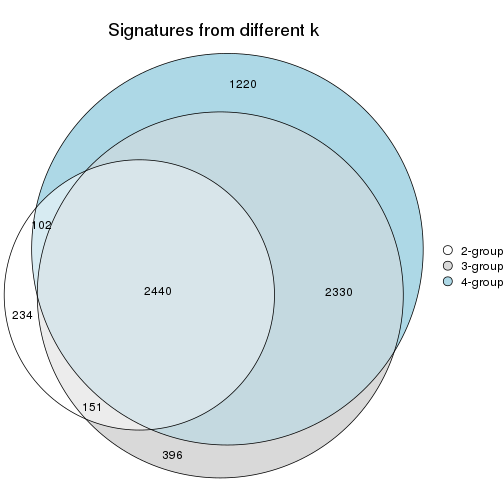 Signatures from different k
1220
102
2440
2330
234
151
396
2-group
3-group
4-group